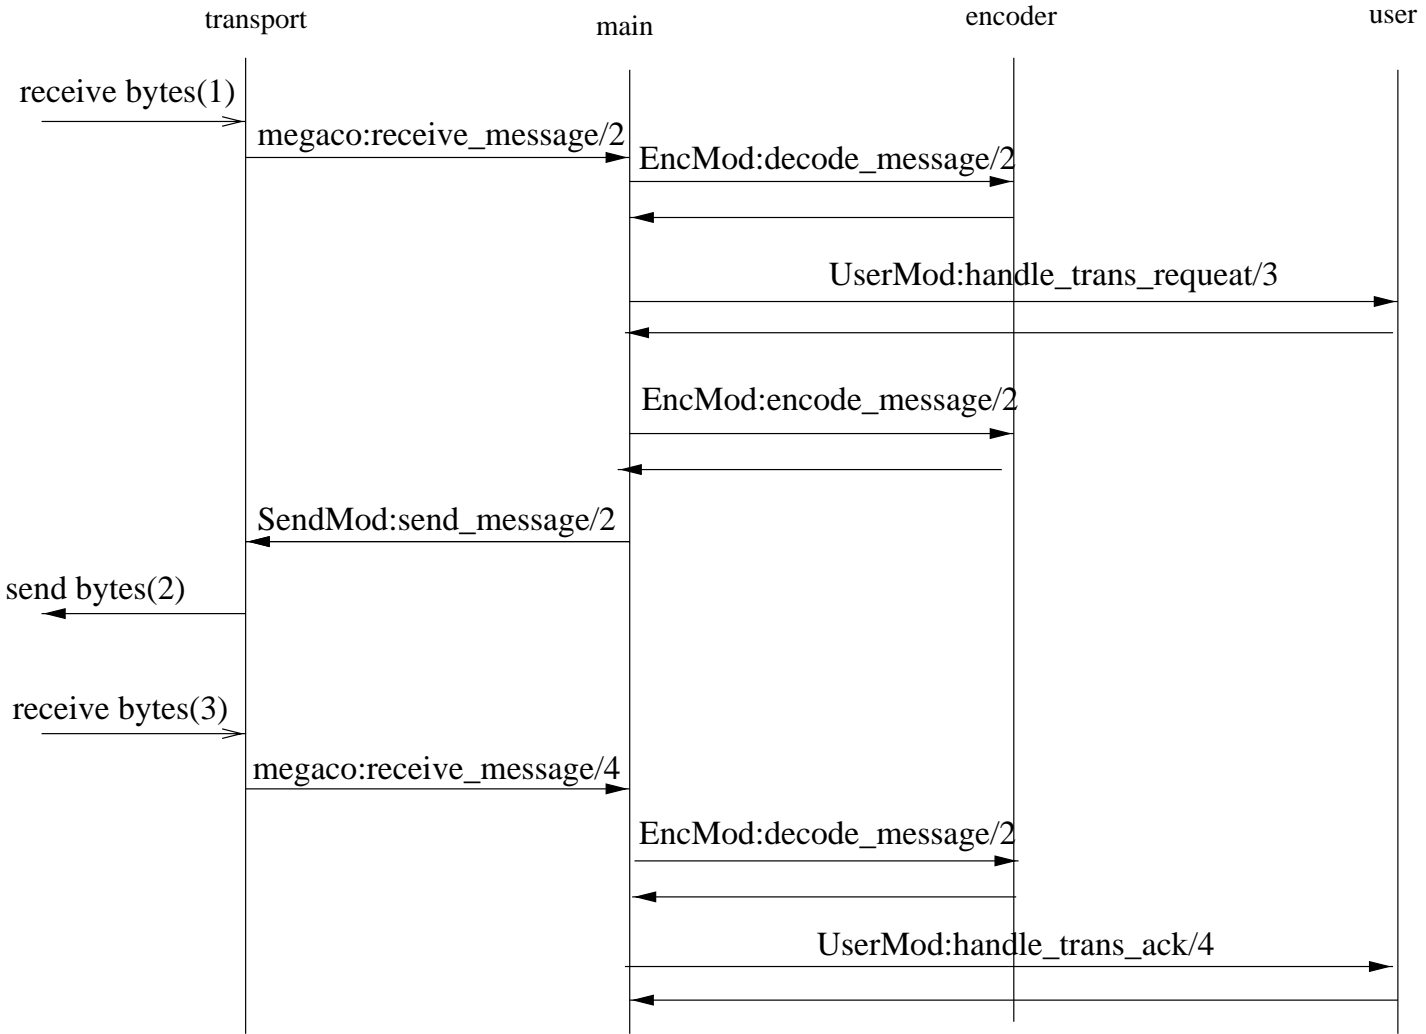 transport
main
encoder
user
receive bytes(1)
megaco:receive_message/2
EncMod:decode_message/2
UserMod:handle_trans_requeat/3
EncMod:encode_message/2
SendMod:send_message/2
send bytes(2)
receive bytes(3)
megaco:receive_message/4
EncMod:decode_message/2
UserMod:handle_trans_ack/4